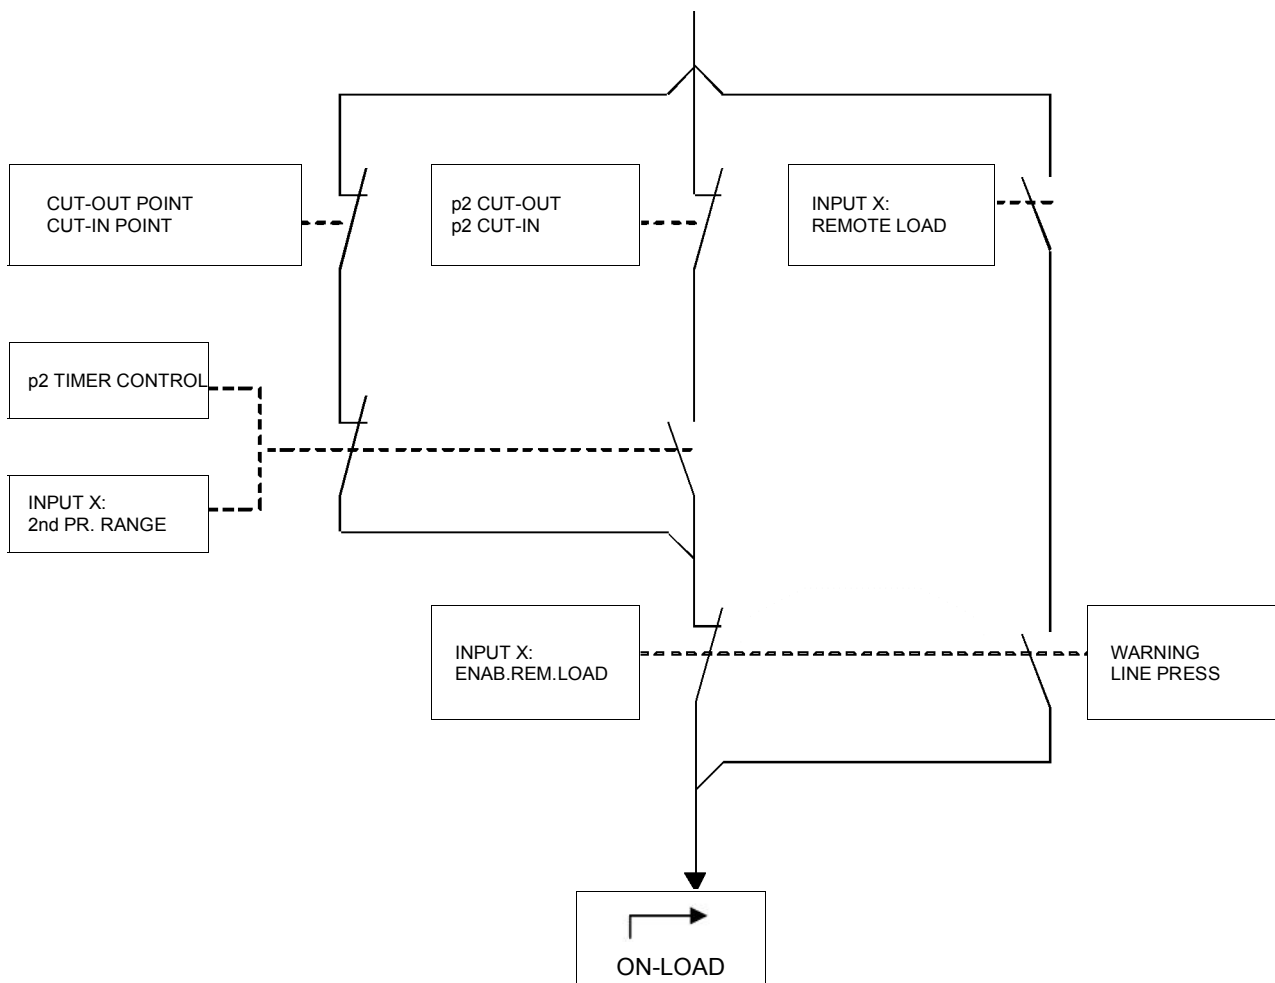 CUT-OUT POINT
CUT-IN POINT
p2 CUT-OUT
p2 CUT-IN
INPUT X:
REMOTE LOAD
p2 TIMER CONTROL
INPUT X:
2nd PR. RANGE
INPUT X:
ENAB.REM.LOAD
WARNING
LINE PRESS
ON-LOAD